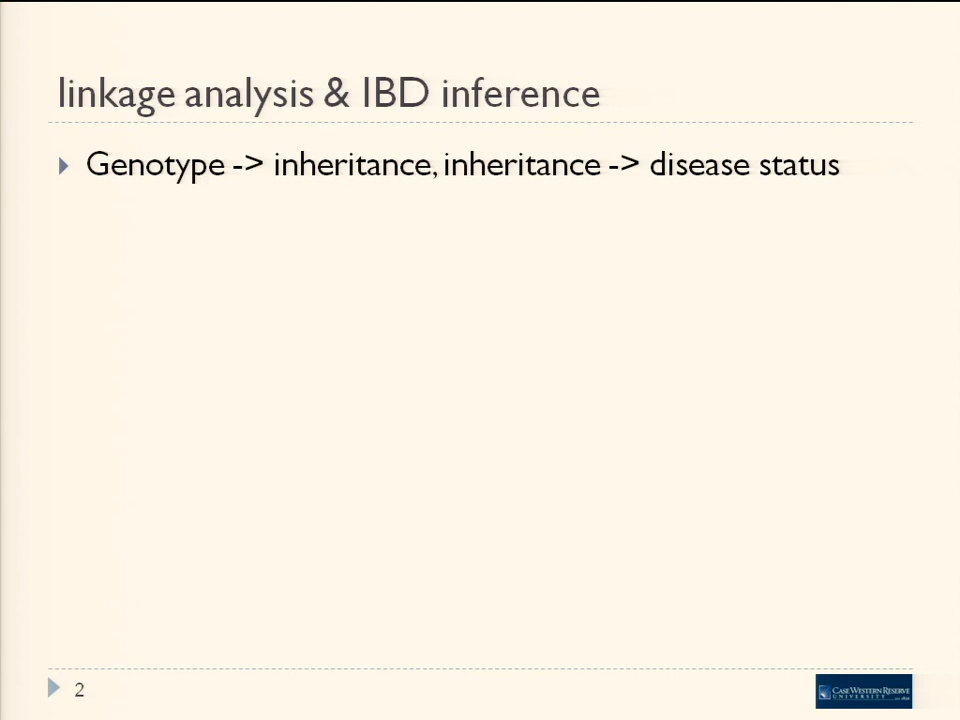 linkage analysis & IBD inference
Genotype -> inheritance, inheritance -> disease status
2
CASE WESTERN RESERVE
UNIVERSITY